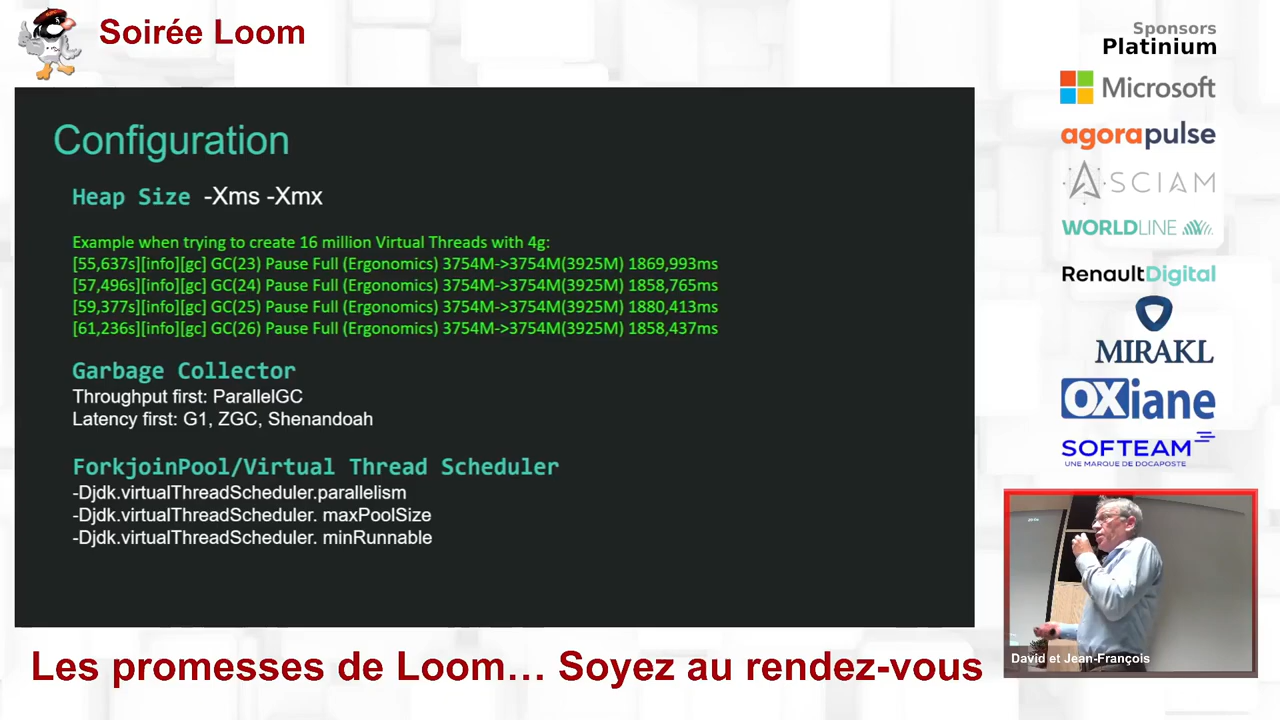 Soirée Loom
Sponsors
Platinium
Microsoft
agorapulse
ASCIAM
WORLDLINE
RenaultDigital
MIRAKL
OXiane
SOFTEAM
UNE MARQUE DE DOCAPOSTE
Configuration
Heap Size -Xms -Xmx
Example when trying to create 16 million Virtual Threads with 4g:
[55,637s][info][gc] GC(23) Pause Full (Ergonomics) 3754M->3754M(3925M) 1869,993ms
[57,496s][info][gc] GC(24) Pause Full (Ergonomics) 3754M->3754M(3925M) 1858,765ms
[59,377s][info][gc] GC(25) Pause Full (Ergonomics) 3754M->3754M(3925M) 1880,413ms
[61,236s][info][gc] GC(26) Pause Full (Ergonomics) 3754M->3754M(3925M) 1858,437ms
Garbage Collector
Throughput first: ParallelGC
Latency first: G1, ZGC, Shenandoah
ForkjoinPool/Virtual Thread Scheduler
-Djdk.virtualThreadScheduler.parallelism
-Djdk.virtualThreadScheduler. maxPoolSize
-Djdk.virtualThreadScheduler. minRunnable
David et Jean-François
Les promesses de Loom… Soyez au rendez-vous